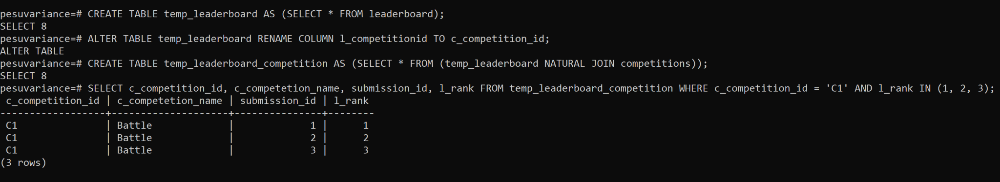 pesuvariance=# CREATE TABLE temp_leaderboard AS (SELECT * FROM leaderboard);
SELECT 8
pesuvariance=# ALTER TABLE temp_leaderboard RENAME COLUMN l_competitionid TO c_competition_id;
ALTER TABLE
pesuvariance=# CREATE TABLE temp_leaderboard_competition AS (SELECT * FROM (temp_leaderboard NATURAL JOIN competitions));
SELECT 8
pesuvariance=# SELECT c_competition_id, c_competetion_name, submission_id, l_rank FROM temp_leaderboard_competition WHERE c_competition_id = 'C1' AND l_rank IN (1, 2, 3);
 c_competition_id | c_competetion_name | submission_id | l_rank
------------------+--------------------+---------------+--------
 C1               | Battle             |             1 |      1
 C1               | Battle             |             2 |      2
 C1               | Battle             |             3 |      3
(3 rows)